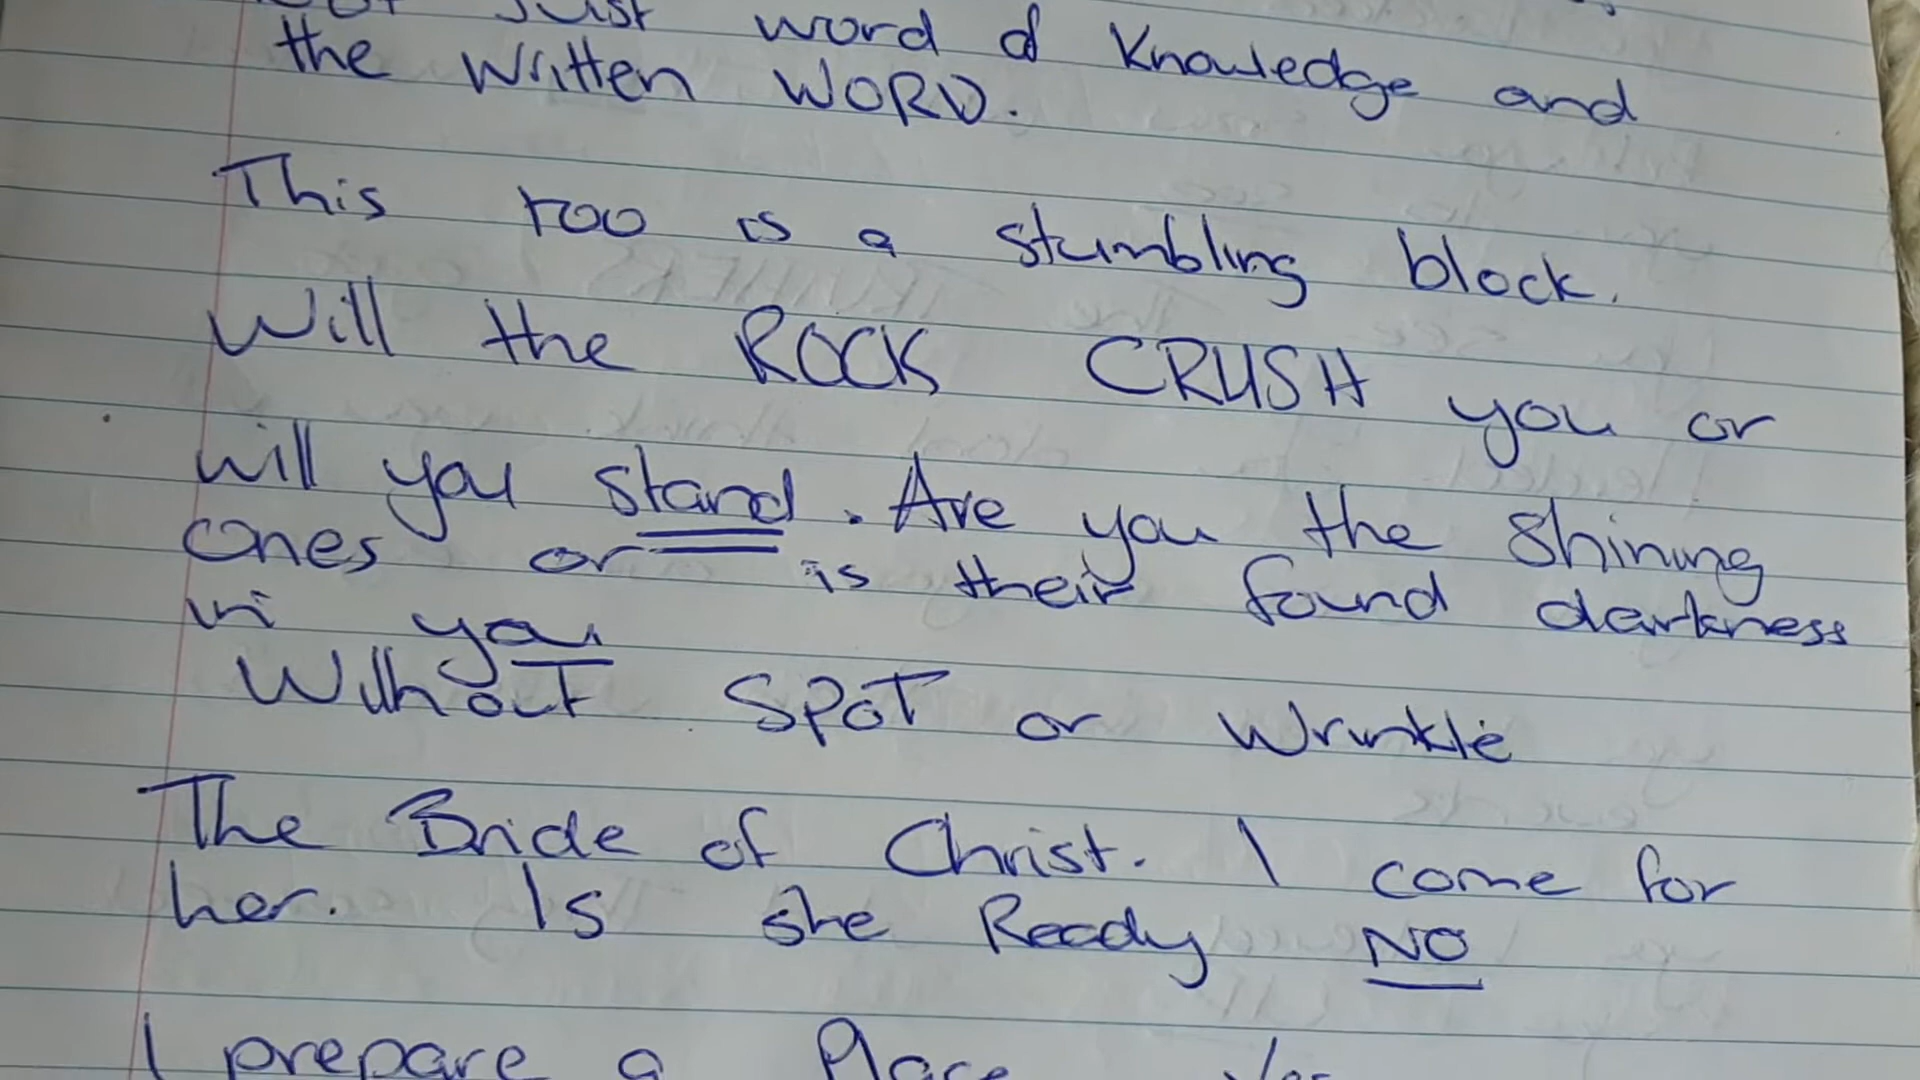 Just word of Knowledge and
the written WORD.
This too is a stumbling block.
Will the ROCK CRUSH you or
will you stand. Are you the shining
ones or is their found darkness
in you
Without SPOT or wrinkle
The Bride of Christ. I come for
her. Is she Ready NO
I prepare a Place